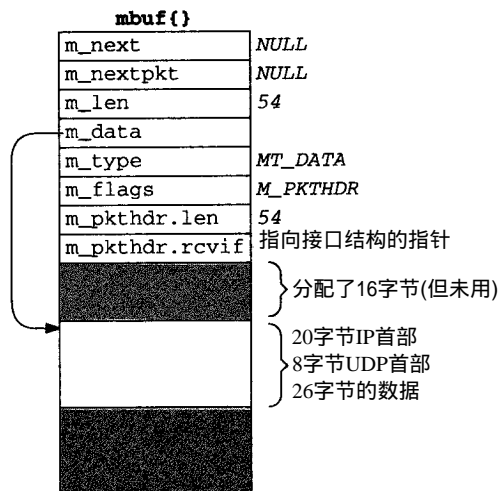 mbuf{}
m_next NULL
m_nextpkt NULL
m_len 54
m_data
m_type MT_DATA
m_flags M_PKTHDR
m_pkthdr.len 54
m_pkthdr.rcvif 指向接口结构的指针
分配了16字节(但未用)
20字节IP首部
8字节UDP首部
26字节的数据